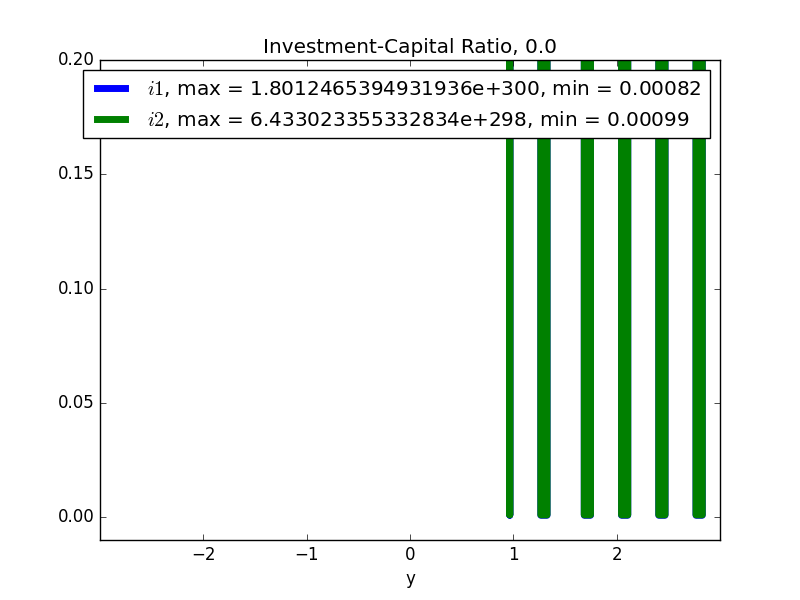 Investment-Capital Ratio, 0.0
0.20
i1, max = 1.8012465394931936e+300, min = 0.00082
i2, max = 6.433023355332834e+298, min = 0.00099
0.15
0.10
0.05
0.00
−2 −1 0 1 2
y